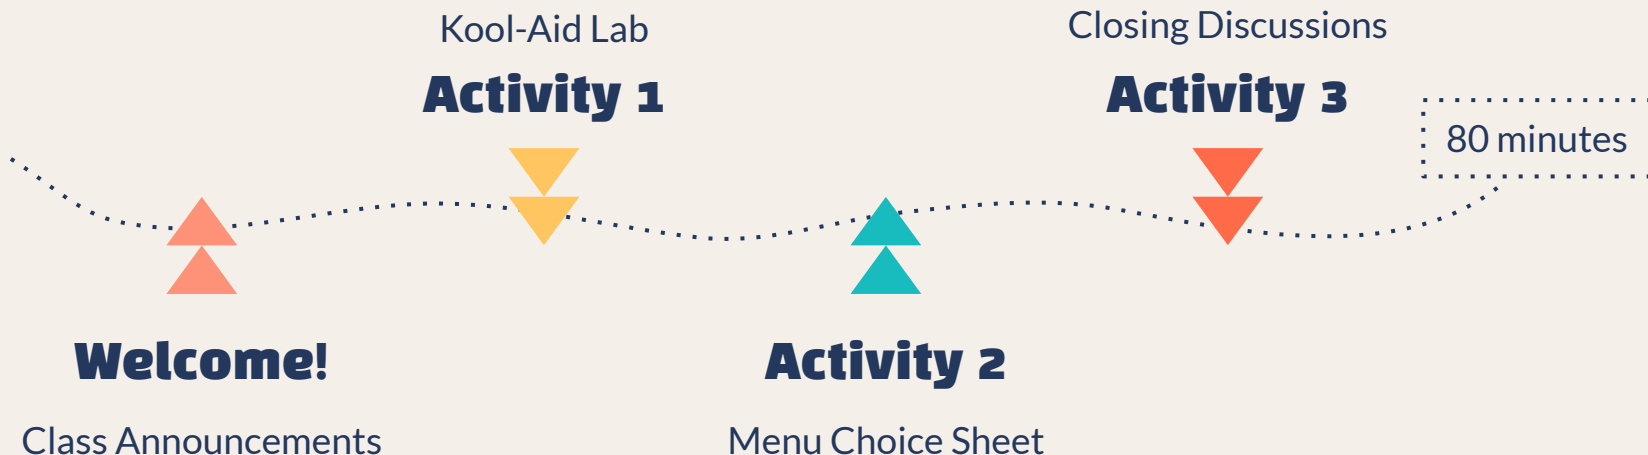 Kool-Aid Lab
Activity 1
Closing Discussions
Activity 3
80 minutes
Welcome!
Class Announcements
Activity 2
Menu Choice Sheet